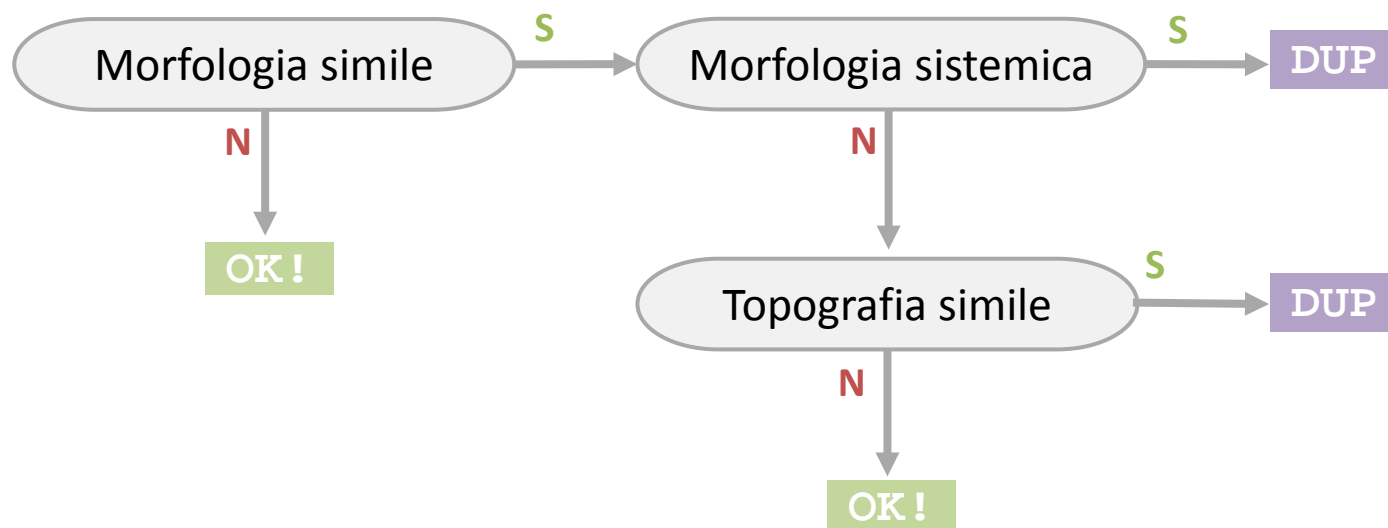 Morfologia simile
S
Morfologia sistemica
S
DUP
N
OK!
N
Topografia simile
S
DUP
N
OK!